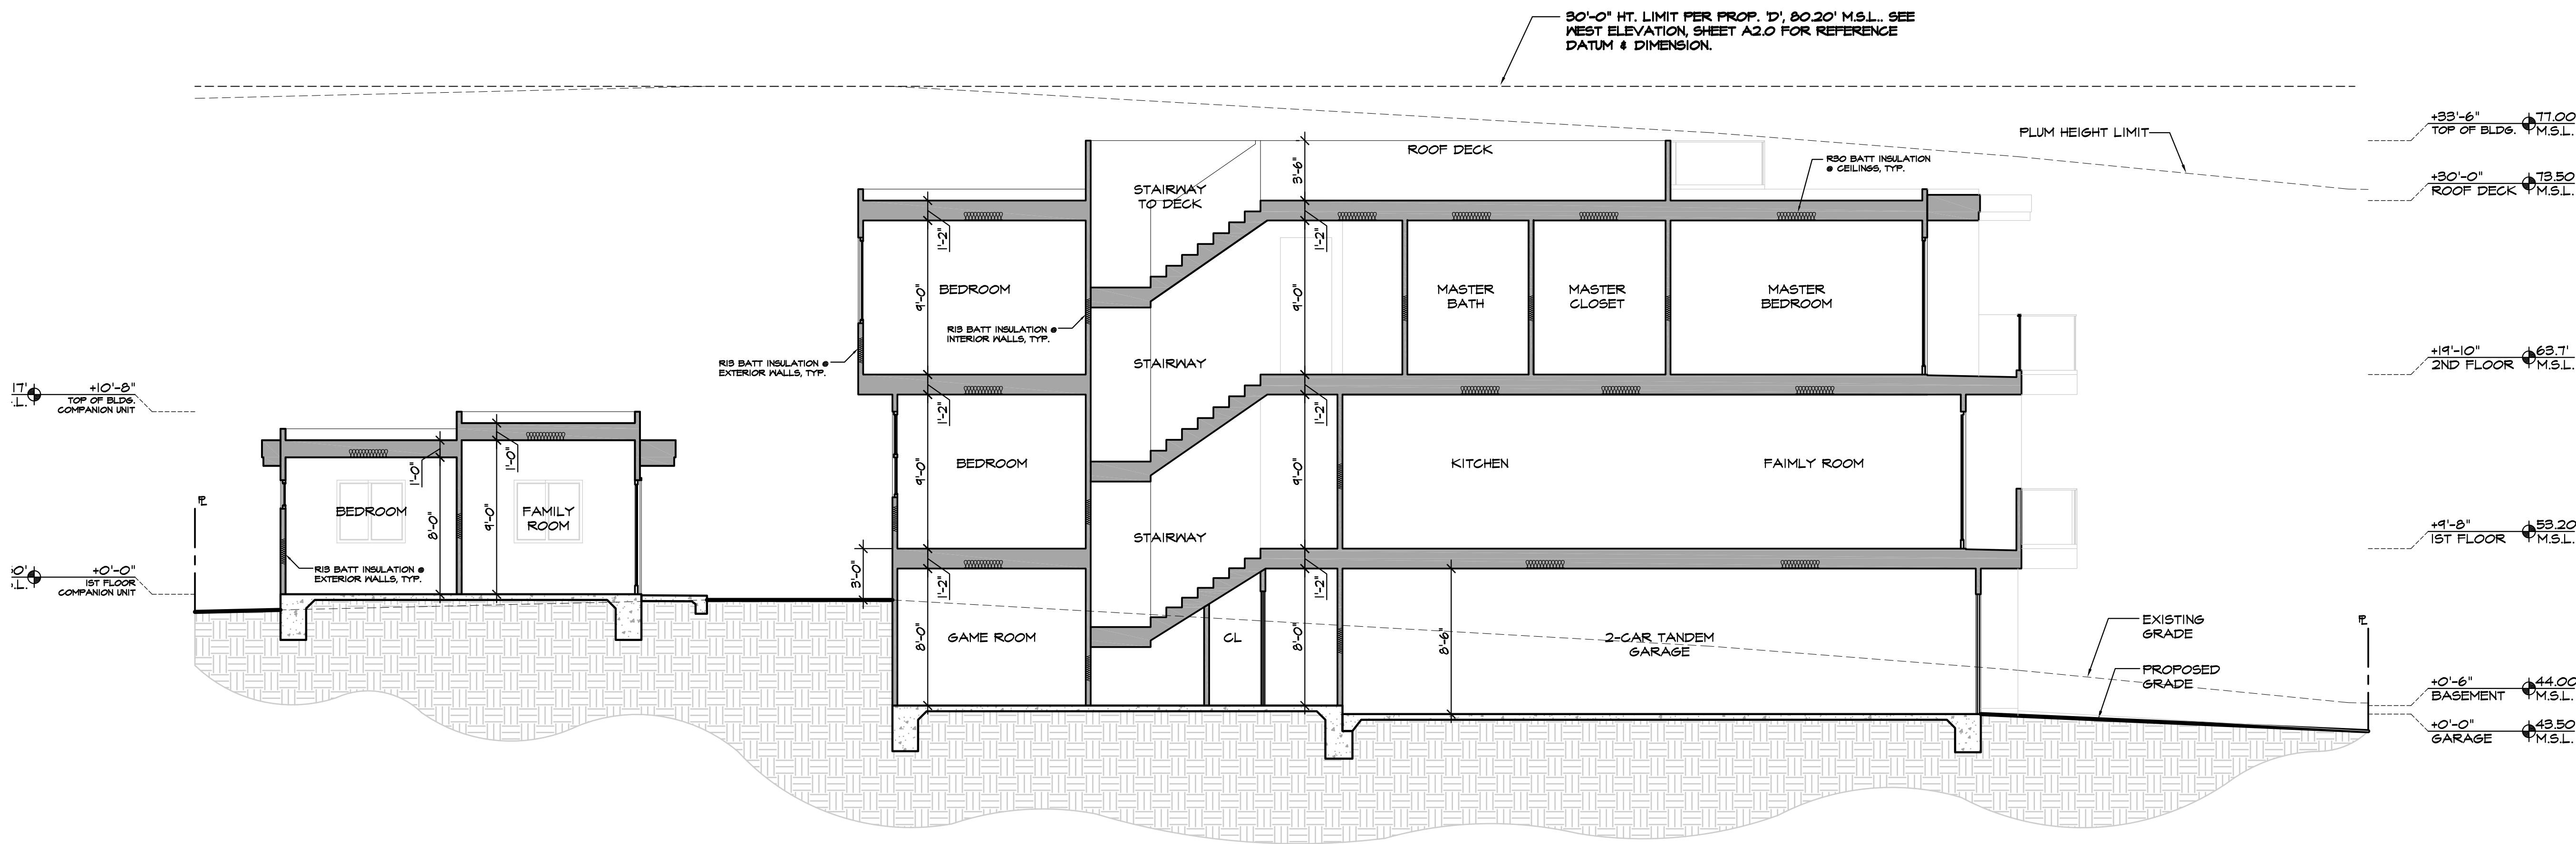 30'-0" HT. LIMIT PER PROP. 'D', 80.20' M.S.L.. SEE
WEST ELEVATION, SHEET A2.0 FOR REFERENCE
DATUM & DIMENSION.
PLUM HEIGHT LIMIT
+33'-6" 77.00
TOP OF BLDG. M.S.L.
+30'-0" 73.50
ROOF DECK M.S.L.
+19'-10" 63.7'
2ND FLOOR M.S.L.
+9'-8" 53.20
1ST FLOOR M.S.L.
+0'-6" 44.00
BASEMENT M.S.L.
+0'-0" 43.50
GARAGE M.S.L.
ROOF DECK
3'-6"
R30 BATT INSULATION
@ CEILINGS, TYP.
STAIRWAY
TO DECK
1'-2"
1'-2"
BEDROOM
9'-0"
9'-0"
MASTER
BATH
MASTER
CLOSET
MASTER
BEDROOM
R13 BATT INSULATION @
INTERIOR WALLS, TYP.
R13 BATT INSULATION @
EXTERIOR WALLS, TYP.
STAIRWAY
1'-2"
1'-2"
BEDROOM
9'-0"
9'-0"
KITCHEN
FAIMLY ROOM
STAIRWAY
3'-0"
1'-2"
1'-2"
GAME ROOM
8'-0"
CL
8'-0"
8'-6"
2-CAR TANDEM
GARAGE
EXISTING
GRADE
PROPOSED
GRADE
PL
17' +10'-8"
.L. TOP OF BLDG.
COMPANION UNIT
PL
1'-0"
1'-0"
BEDROOM
8'-0"
9'-0"
FAMILY
ROOM
R13 BATT INSULATION @
EXTERIOR WALLS, TYP.
0' +0'-0"
.L. 1ST FLOOR
COMPANION UNIT